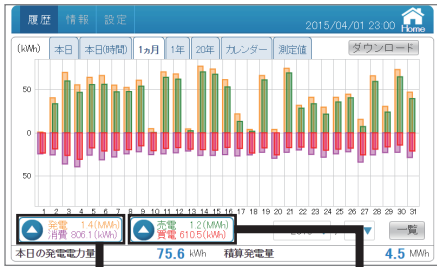 履歴 情報 設定 2015/04/01 23:00 Home
(kWh) 本日 本日(時間) 1ヵ月 1年 20年 カレンダー 測定値 ダウンロード
50
0
50
1 2 3 4 5 6 7 8 9 10 11 12 13 14 15 16 17 18 19 20 21 22 23 24 25 26 27 28 29 30 31
発電 1.4(MWh) 売電 1.2(MWh)
消費 806.1(kWh) 買電 610.5(kWh) 一覧
本日の発電電力量 75.6 kWh 積算発電量 4.5 MWh